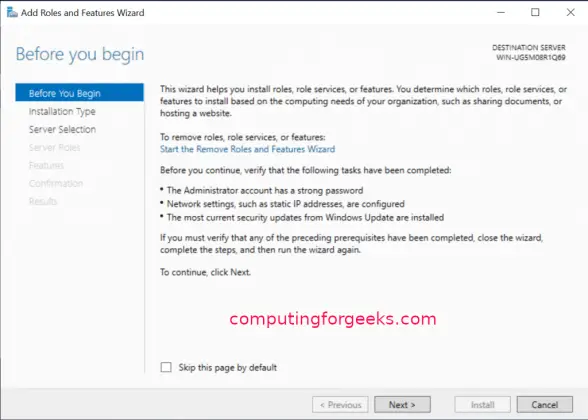 Add Roles and Features Wizard
Before you begin
DESTINATION SERVER
WIN-UG5M08R1Q69
Before You Begin
Installation Type
Server Selection
Server Roles
Features
Confirmation
Results
This wizard helps you install roles, role services, or features. You determine which roles, role services, or
features to install based on the computing needs of your organization, such as sharing documents, or
hosting a website.
To remove roles, role services, or features:
Start the Remove Roles and Features Wizard
Before you continue, verify that the following tasks have been completed:
• The Administrator account has a strong password
• Network settings, such as static IP addresses, are configured
• The most current security updates from Windows Update are installed
If you must verify that any of the preceding prerequisites have been completed, close the wizard,
complete the steps, and then run the wizard again.
To continue, click Next.
computingforgeeks.com
Skip this page by default
< Previous
Next >
Install
Cancel